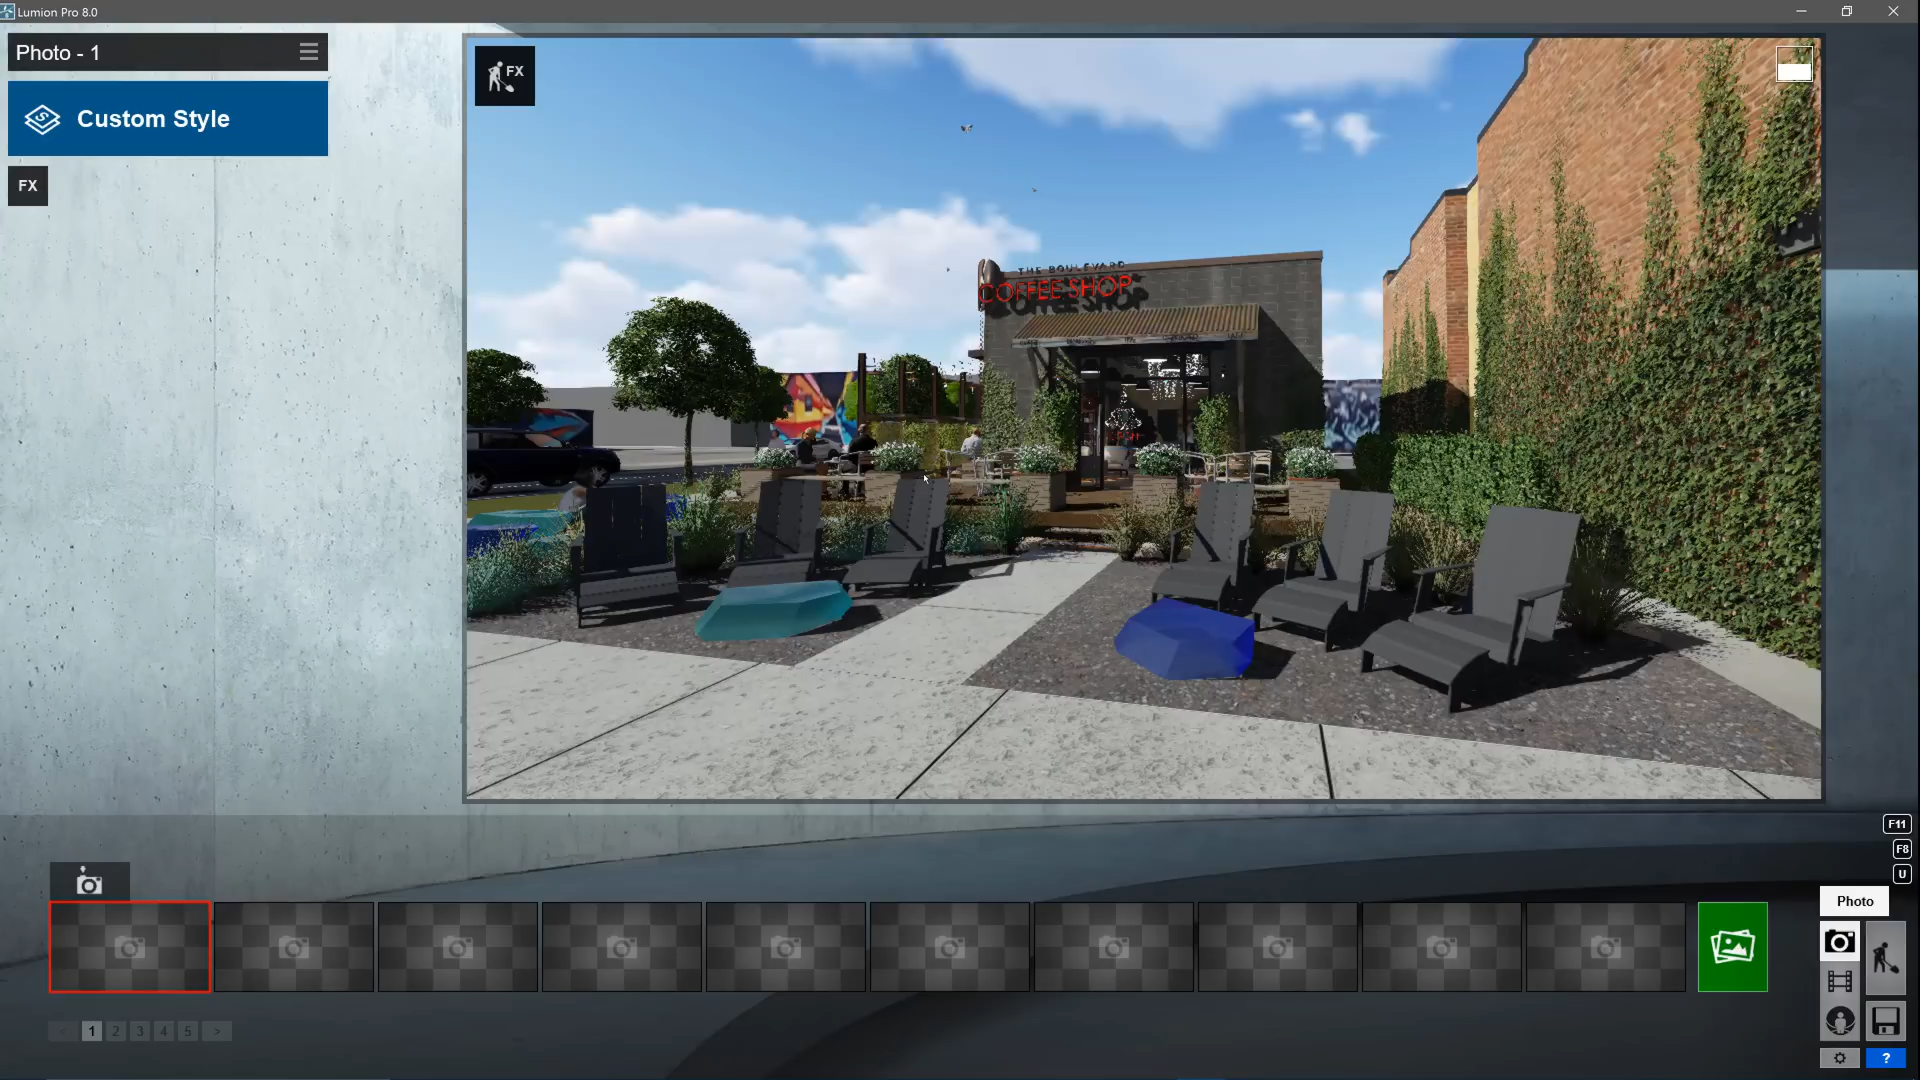 Lumion Pro 8.0
Photo - 1
Custom Style
FX
FX
THE BOULEVARD
COFFEE SHOP
F11
F8
U
Photo
1 2 3 4 5 >
?